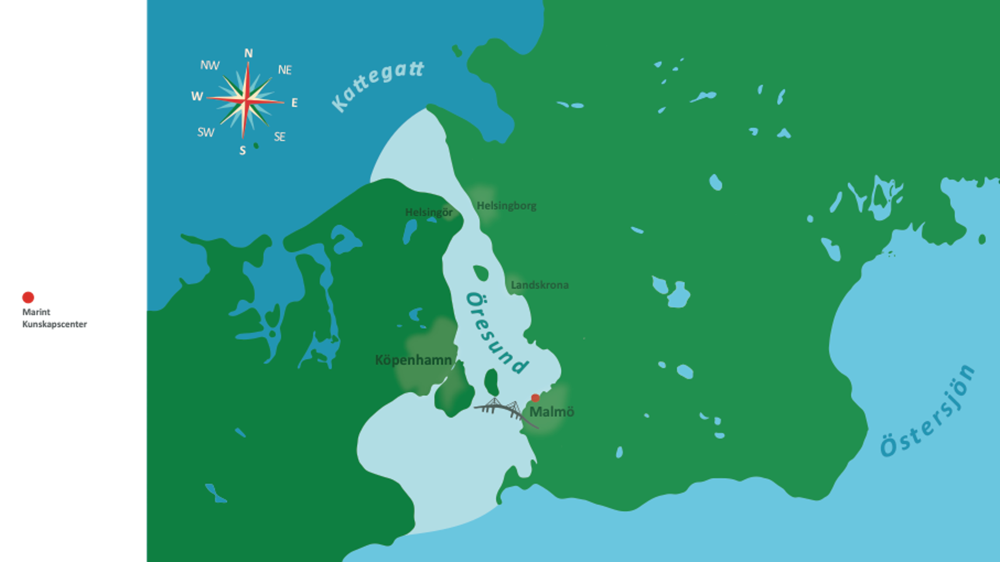 N
NW
NE
W
E
SW
SE
S
Kattegatt
Helsingör
Helsingborg
Landskrona
Öresund
Marint
Kunskapscenter
Köpenhamn
Malmö
Östersjön